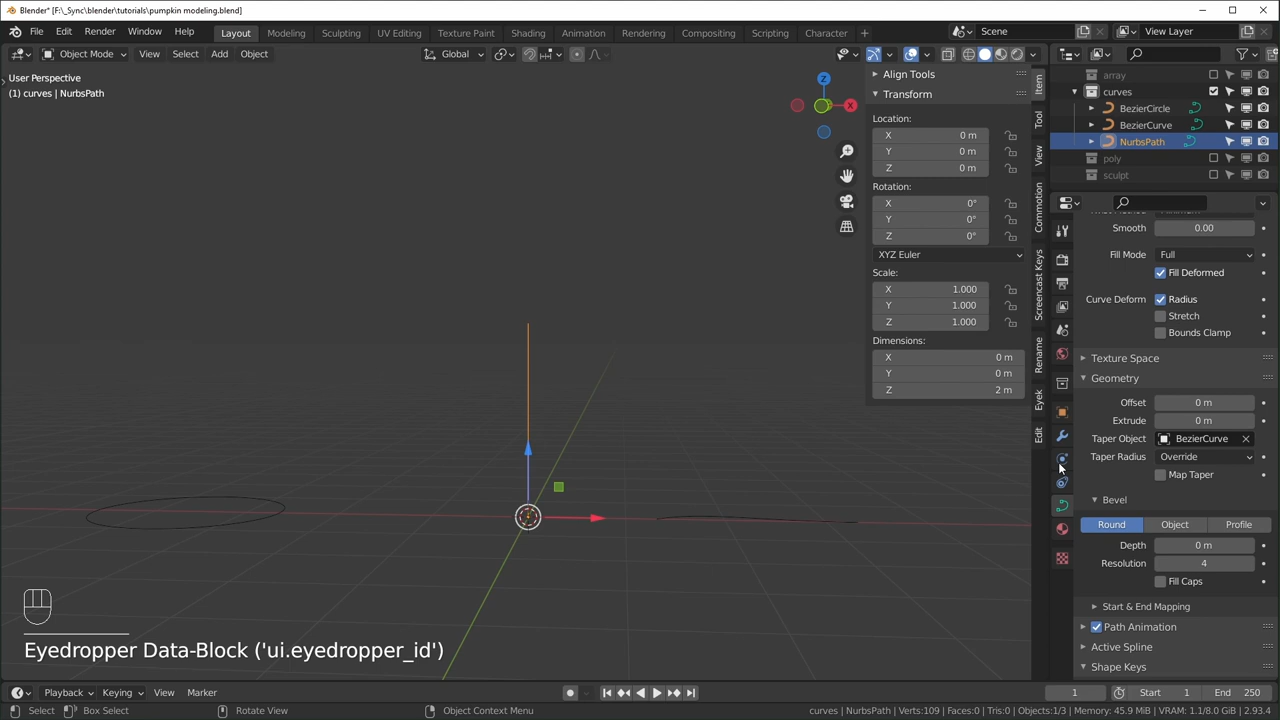 Blender* [F:\_Sync\blender\tutorials\pumpkin modeling.blend]
File Edit Render Window Help Layout Modeling Sculpting UV Editing Texture Paint Shading Animation Rendering Compositing Scripting Character + Scene View Layer
Object Mode View Select Add Object Global
User Perspective
(1) curves | NurbsPath
Z
X
Align Tools
Transform
Location:
X 0 m
Y 0 m
Z 0 m
Rotation:
X 0°
Y 0°
Z 0°
XYZ Euler
Scale:
X 1.000
Y 1.000
Z 1.000
Dimensions:
X 0 m
Y 0 m
Z 2 m
Item
Tool
View
Commotion
Screencast Keys
Rename
Eyek
Edit
array
curves
BezierCircle
BezierCurve
NurbsPath
poly
sculpt
Smooth 0.00
Fill Mode Full
Fill Deformed
Curve Deform Radius
Stretch
Bounds Clamp
Texture Space
Geometry
Offset 0 m
Extrude 0 m
Taper Object BezierCurve
Taper Radius Override
Map Taper
Bevel
Round Object Profile
Depth 0 m
Resolution 4
Fill Caps
Start & End Mapping
Path Animation
Active Spline
Shape Keys
Eyedropper Data-Block ('ui.eyedropper_id')
Playback Keying View Marker 1 Start 1 End 250
Select Box Select Rotate View Object Context Menu curves | NurbsPath | Verts:109 | Faces:0 | Tris:0 | Objects:1/3 | Memory: 45.9 MiB | VRAM: 1.1/8.0 GiB | 2.93.4